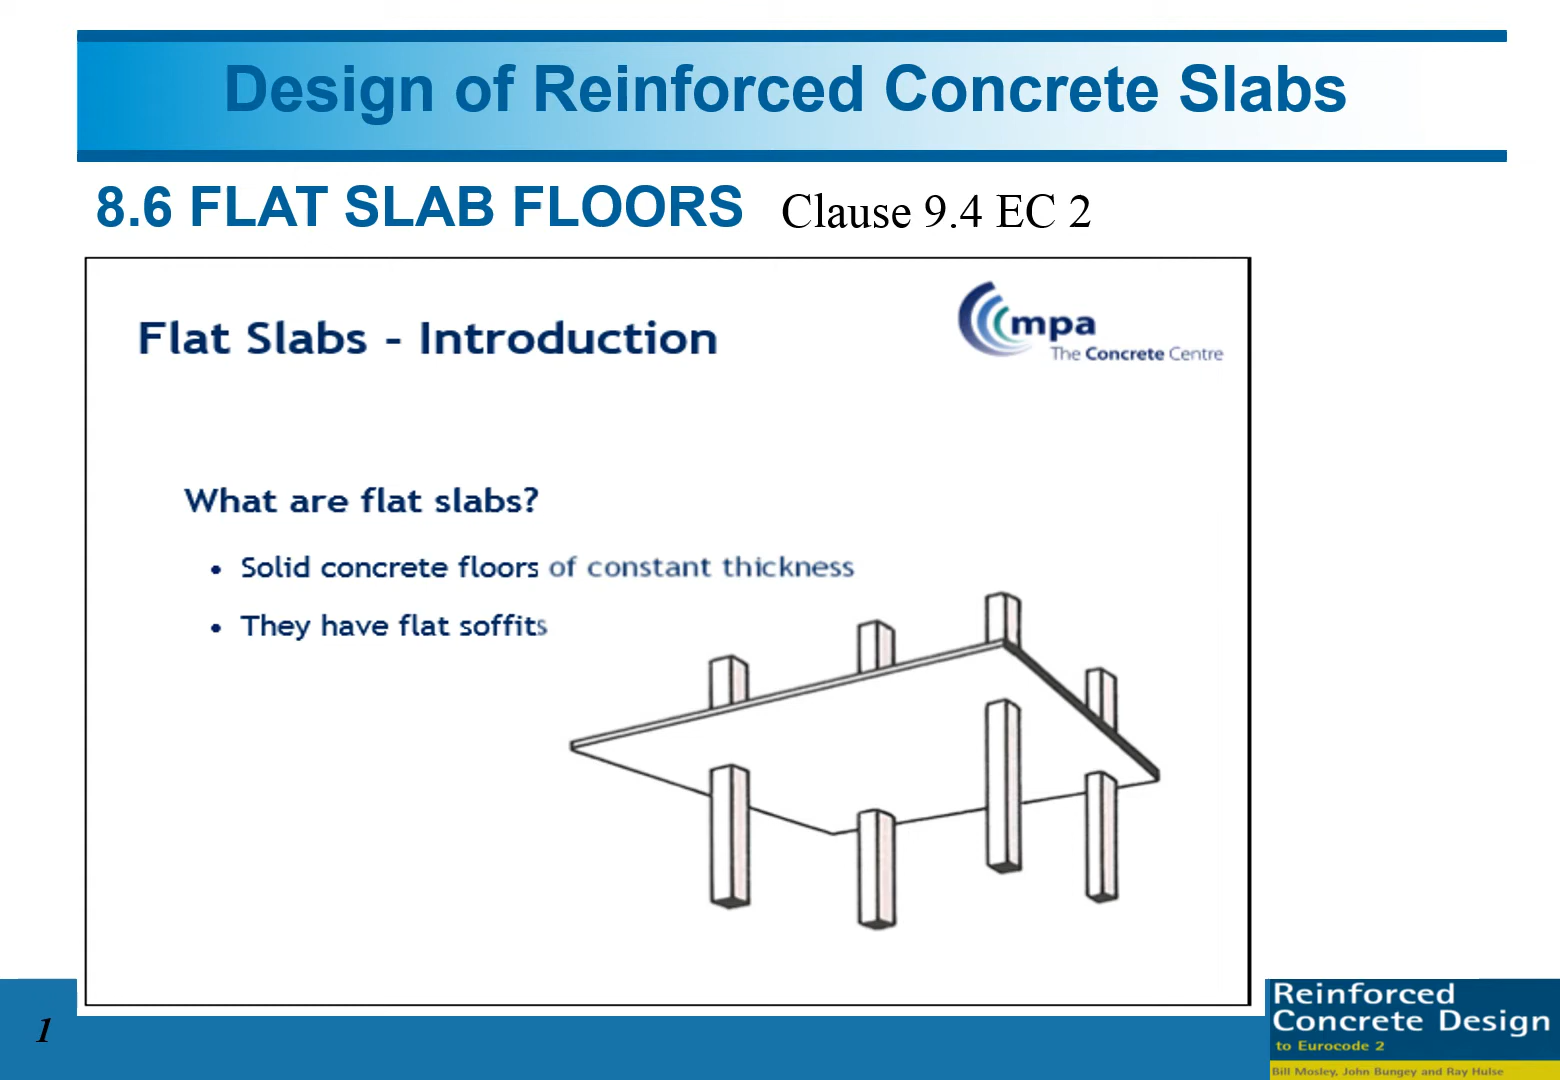 Design of Reinforced Concrete Slabs
8.6 FLAT SLAB FLOORS Clause 9.4 EC 2
Flat Slabs - Introduction
mpa
The Concrete Centre
What are flat slabs?
• Solid concrete floors of constant thickness
• They have flat soffits
1
Reinforced
Concrete Design
to Eurocode 2
Bill Mosley, John Bungey and Ray Hulse